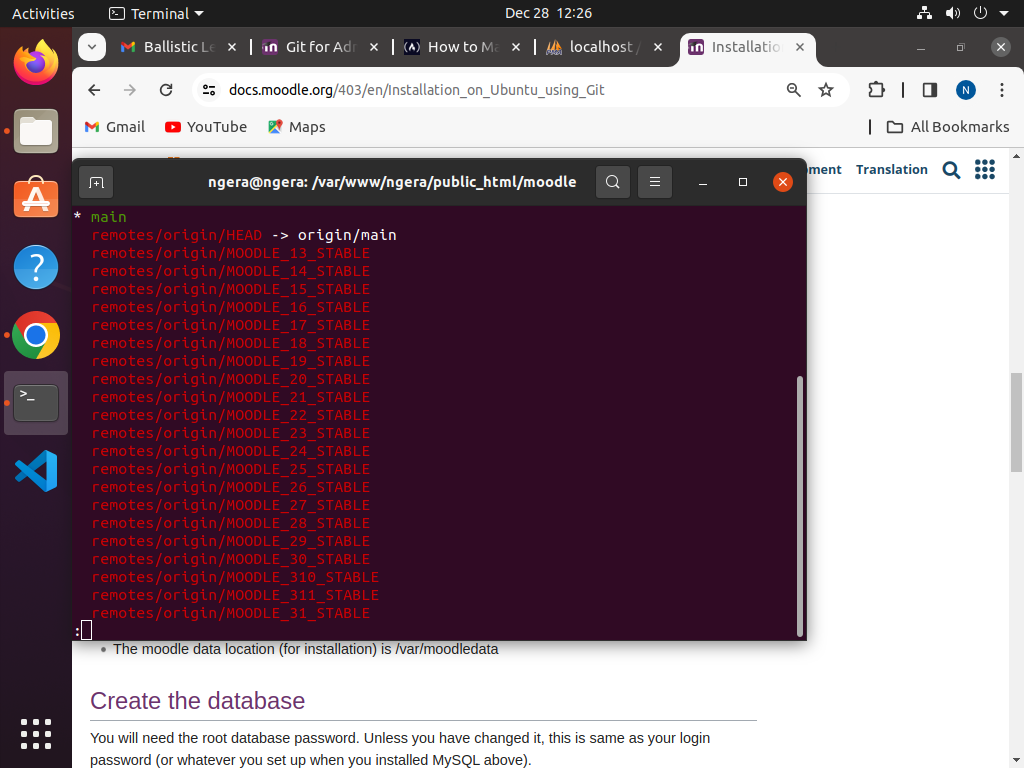 Activities Terminal Dec 28 12:26
Ballistic Le Git for Adm How to Ma localhost / Installatio
docs.moodle.org/403/en/Installation_on_Ubuntu_using_Git N
Gmail YouTube Maps All Bookmarks
ment Translation
ngera@ngera: /var/www/ngera/public_html/moodle
* main
remotes/origin/HEAD -> origin/main
remotes/origin/MOODLE_13_STABLE
remotes/origin/MOODLE_14_STABLE
remotes/origin/MOODLE_15_STABLE
remotes/origin/MOODLE_16_STABLE
remotes/origin/MOODLE_17_STABLE
remotes/origin/MOODLE_18_STABLE
remotes/origin/MOODLE_19_STABLE
remotes/origin/MOODLE_20_STABLE
remotes/origin/MOODLE_21_STABLE
remotes/origin/MOODLE_22_STABLE
remotes/origin/MOODLE_23_STABLE
remotes/origin/MOODLE_24_STABLE
remotes/origin/MOODLE_25_STABLE
remotes/origin/MOODLE_26_STABLE
remotes/origin/MOODLE_27_STABLE
remotes/origin/MOODLE_28_STABLE
remotes/origin/MOODLE_29_STABLE
remotes/origin/MOODLE_30_STABLE
remotes/origin/MOODLE_310_STABLE
remotes/origin/MOODLE_311_STABLE
remotes/origin/MOODLE_31_STABLE
:
• The moodle data location (for installation) is /var/moodledata
Create the database
You will need the root database password. Unless you have changed it, this is same as your login
password (or whatever you set up when you installed MySQL above).